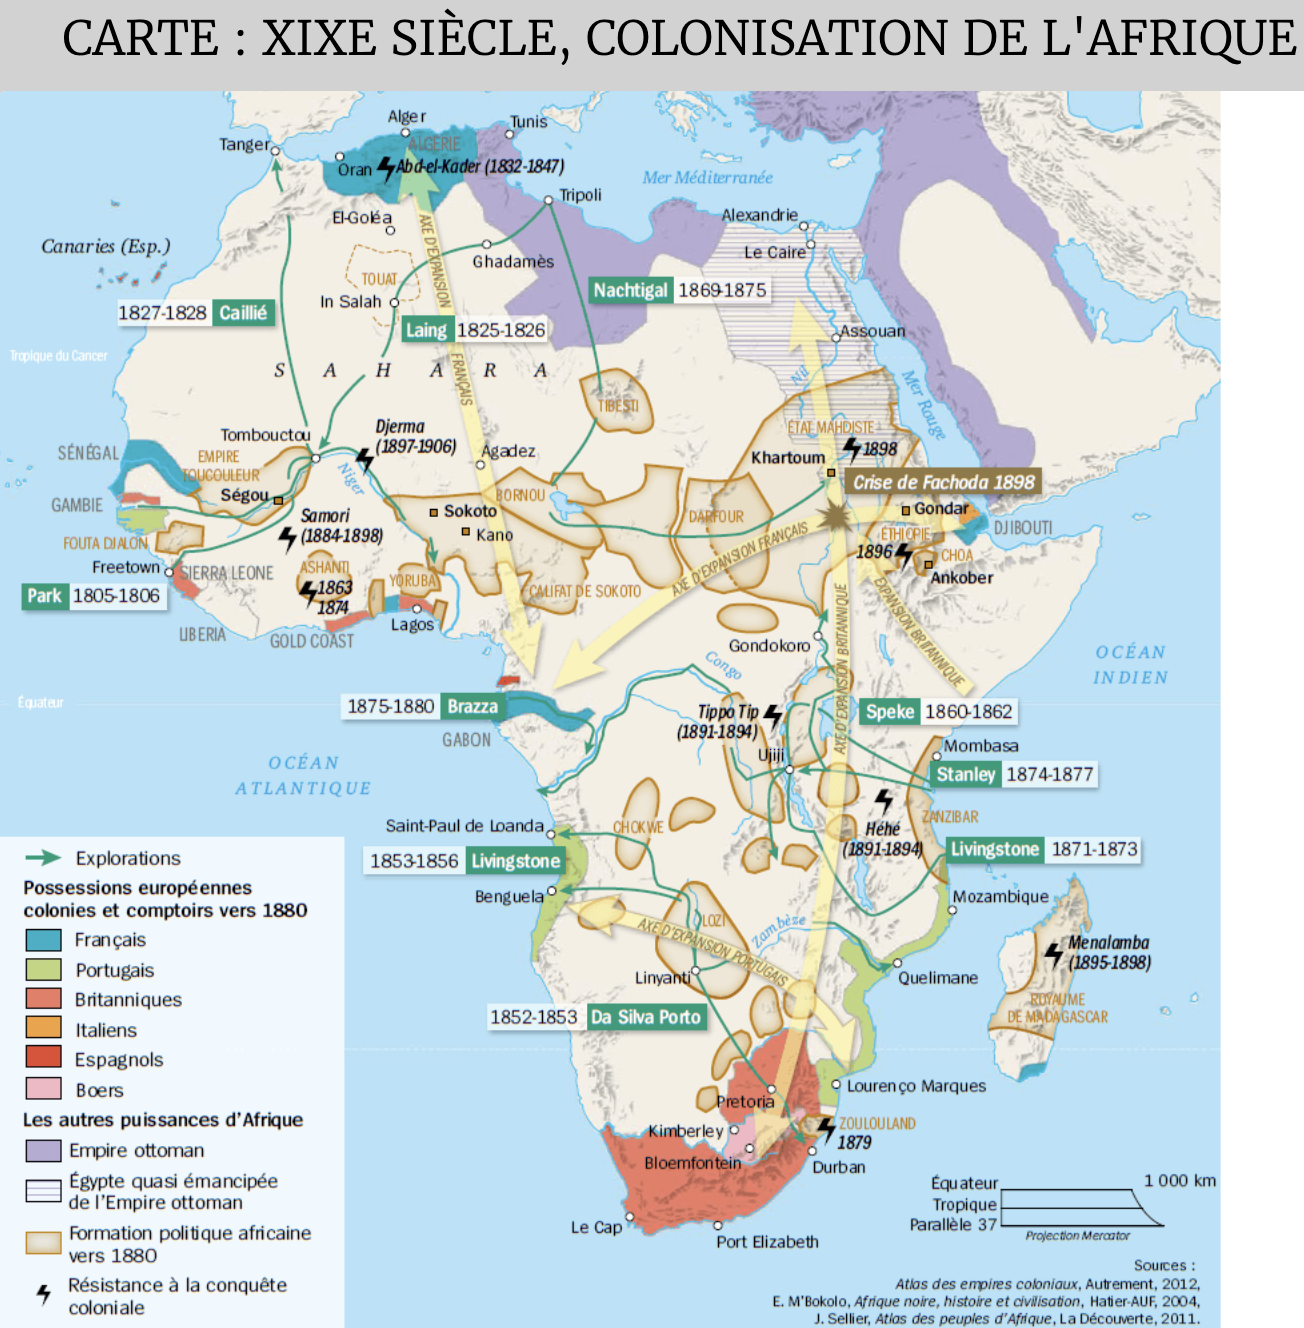 CARTE : XIXE SIÈCLE, COLONISATION DE L'AFRIQUE
Alger
Tunis
Tanger
ALGÉRIE
Oran
Abd-el-Kader (1832-1847)
Mer Méditerranée
Tripoli
El-Goléa
Alexandrie
Canaries (Esp.)
Le Caire
Ghadamès
TOUAT
AXE D'EXPANSION FRANÇAIS
In Salah
Nachtigal 1869-1875
1827-1828 Caillié
Laing 1825-1826
Assouan
Tropique du Cancer
SAHARA
Nil
Mer Rouge
TIBESTI
Djerma
(1897-1906)
ÉTAT MAHDISTE
Tombouctou
1898
SÉNÉGAL
EMPIRE
TOUCOULEUR
Agadez
Khartoum
Niger
Crise de Fachoda 1898
Ségou
BORNOU
GAMBIE
Samori
(1884-1898)
Sokoto
DARFOUR
Gondar
DJIBOUTI
Kano
ÉTHIOPIE
FOUTA DJALON
AXE D'EXPANSION FRANÇAIS
1896
CHOA
Freetown
SIERRA LEONE
ASHANTI
YOROUBA
Ankober
1863
1874
CALIFAT DE SOKOTO
Park 1805-1806
EXPANSION BRITANNIQUE
AXE D'EXPANSION BRITANNIQUE
Lagos
LIBERIA
GOLD COAST
Gondokoro
OCÉAN
INDIEN
Congo
Équateur
1875-1880 Brazza
Tippo Tip
(1891-1894)
Speke 1860-1862
GABON
Ujiji
Mombasa
OCÉAN
ATLANTIQUE
Stanley 1874-1877
ZANZIBAR
Saint-Paul de Loanda
CHOKWE
Héhé
(1891-1894)
Livingstone 1871-1873
1853-1856 Livingstone
Benguela
Mozambique
LOZI
Zambèse
AXE D'EXPANSION PORTUGAIS
Menalamba
(1895-1898)
Linyanti
Quelimane
ROYAUME
DE MADAGASCAR
1852-1853 Da Silva Porto
Lourenço Marques
Pretoria
Kimberley
ZOULOULAND
1879
Bloemfontein
Durban
Le Cap
Port Elizabeth
Explorations
Possessions européennes
colonies et comptoirs vers 1880
Français
Portugais
Britanniques
Italiens
Espagnols
Boers
Les autres puissances d'Afrique
Empire ottoman
Égypte quasi émancipée
de l'Empire ottoman
Formation politique africaine
vers 1880
Résistance à la conquête
coloniale
Équateur
1 000 km
Tropique
Parallèle 37
Projection Mercator
Sources :
Atlas des empires coloniaux, Autrement, 2012,
E. M'Bokolo, Afrique noire, histoire et civilisation, Hatier-AUF, 2004,
J. Sellier, Atlas des peuples d'Afrique, La Découverte, 2011.